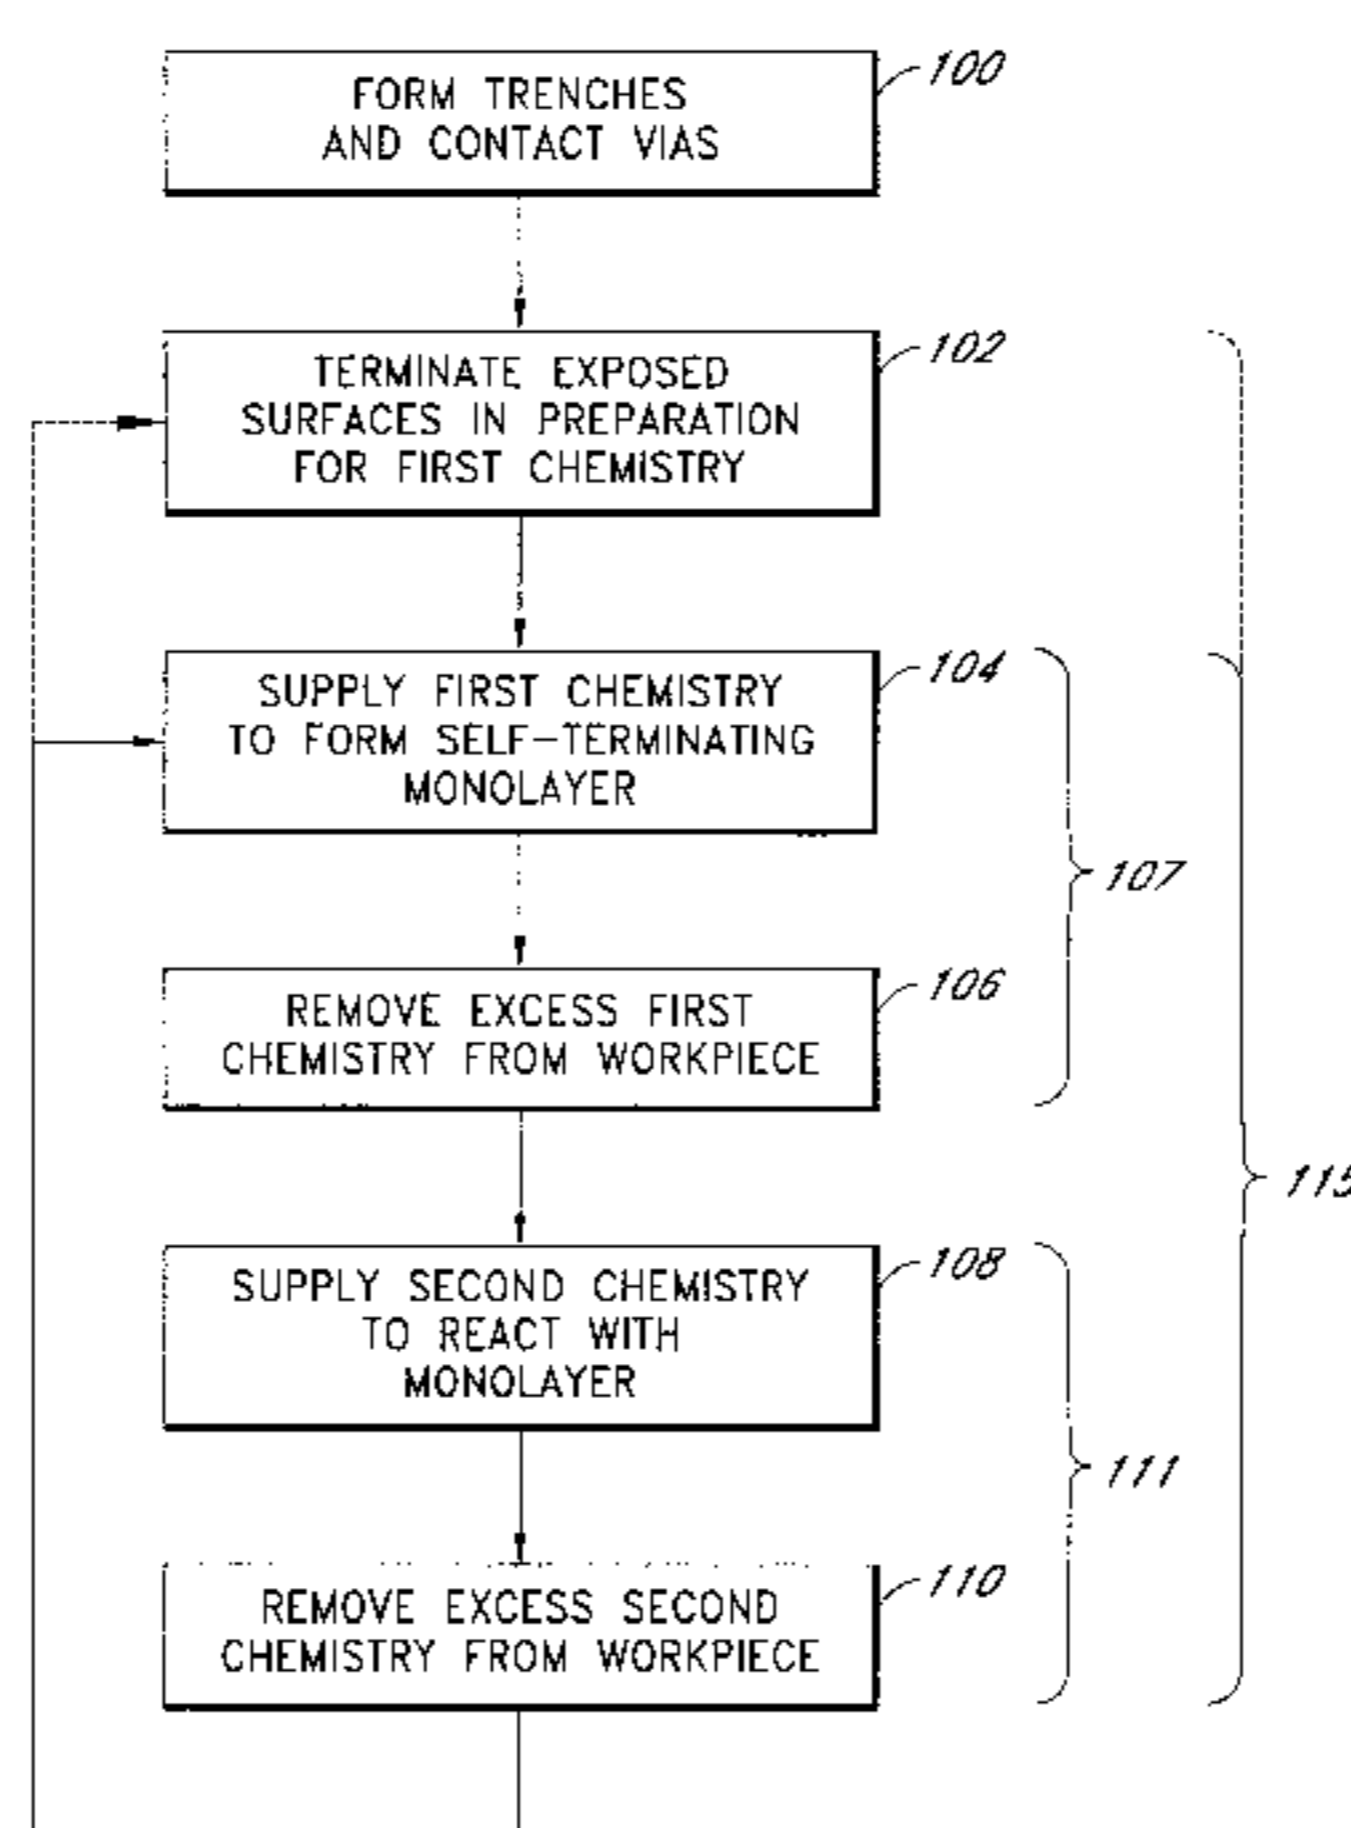 FORM TRENCHES
AND CONTACT VIAS
100
TERMINATE EXPOSED
SURFACES IN PREPARATION
FOR FIRST CHEMISTRY
102
SUPPLY FIRST CHEMISTRY
TO FORM SELF-TERMINATING
MONOLAYER
104
107
REMOVE EXCESS FIRST
CHEMISTRY FROM WORKPIECE
106
115
SUPPLY SECOND CHEMISTRY
TO REACT WITH
MONOLAYER
108
111
REMOVE EXCESS SECOND
CHEMISTRY FROM WORKPIECE
110